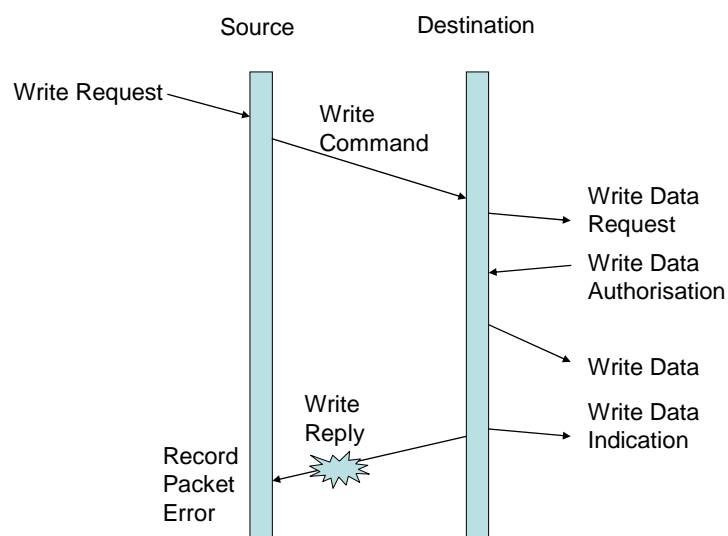 Source
Destination
Write Request
Write
Command
Write Data
Request
Write Data
Authorisation
Write Data
Write Data
Indication
Write
Reply
Record
Packet
Error